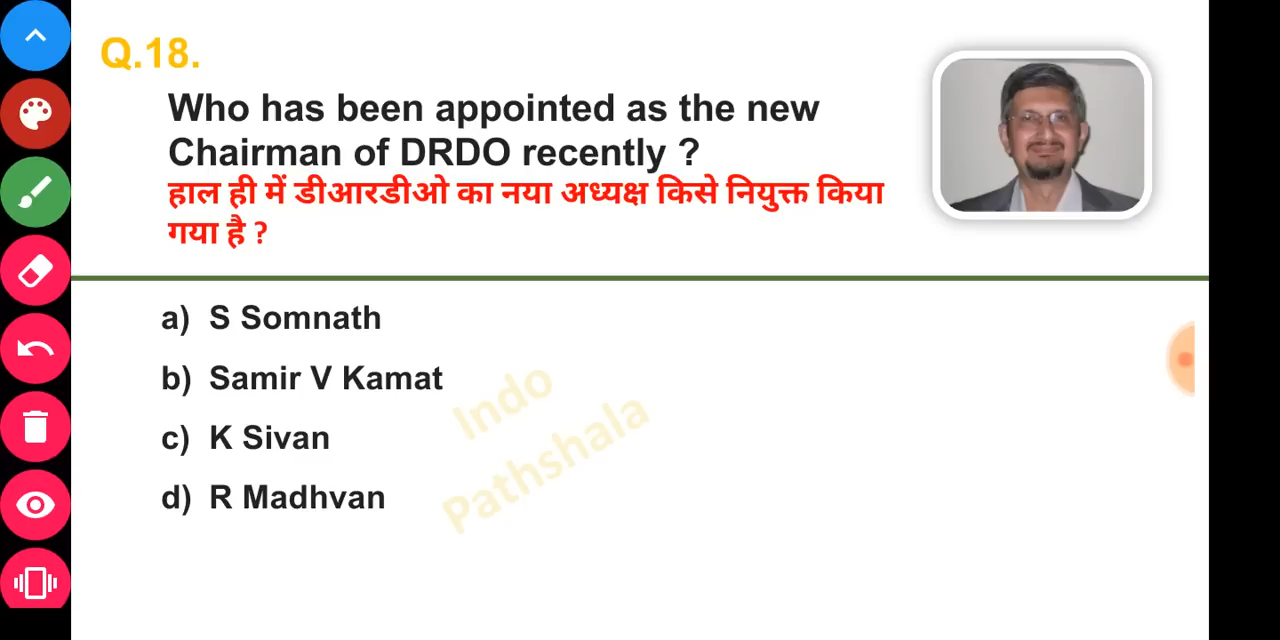 Q.18.
Who has been appointed as the new
Chairman of DRDO recently ?
हाल ही में डीआरडीओ का नया अध्यक्ष किसे नियुक्त किया
गया है ?
a) S Somnath
b) Samir V Kamat
c) K Sivan
d) R Madhvan
Indo
Pathshala